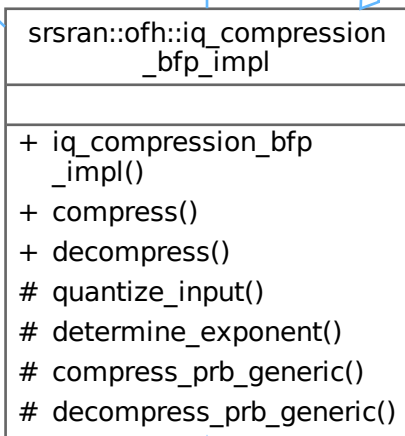 srsran::ofh::iq_compression
_bfp_impl
+ iq_compression_bfp
_impl()
+ compress()
+ decompress()
# quantize_input()
# determine_exponent()
# compress_prb_generic()
# decompress_prb_generic()